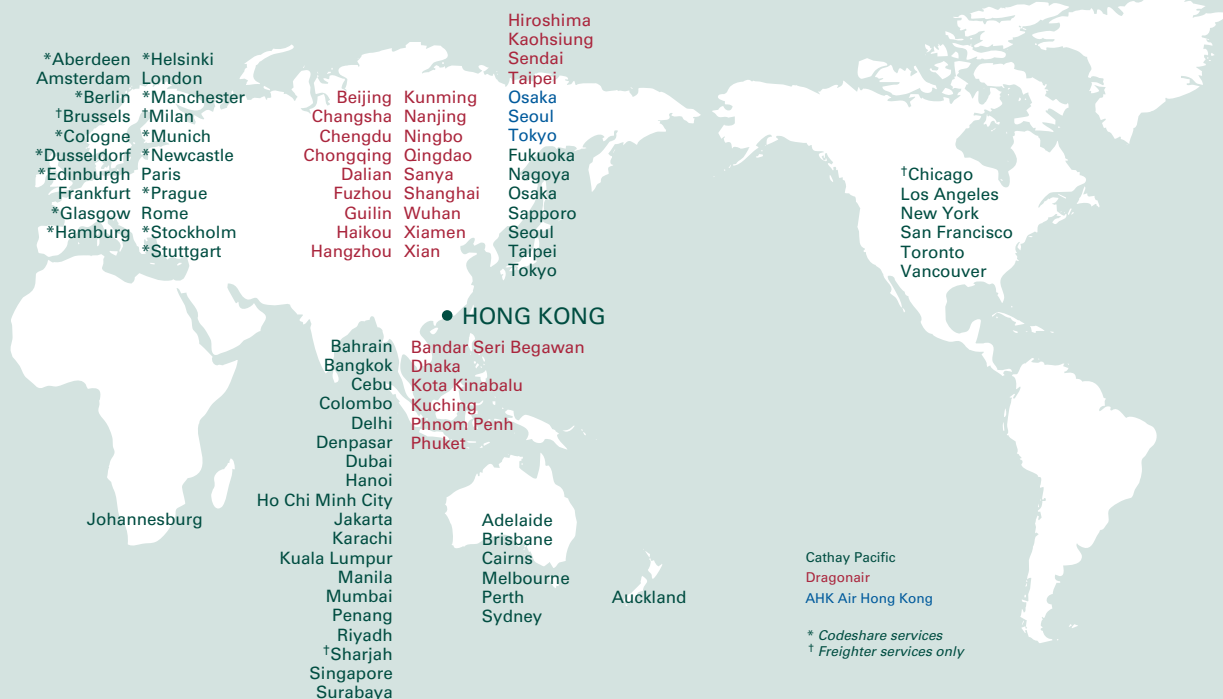 *Aberdeen
Amsterdam
*Berlin
†Brussels
*Cologne
*Dusseldorf
*Edinburgh
Frankfurt
*Glasgow
*Hamburg
*Helsinki
London
*Manchester
†Milan
*Munich
*Newcastle
Paris
*Prague
Rome
*Stockholm
*Stuttgart
Beijing
Changsha
Chengdu
Chongqing
Dalian
Fuzhou
Guilin
Haikou
Hangzhou
Kunming
Nanjing
Ningbo
Qingdao
Sanya
Shanghai
Wuhan
Xiamen
Xian
Hiroshima
Kaohsiung
Sendai
Taipei
Osaka
Seoul
Tokyo
Fukuoka
Nagoya
Osaka
Sapporo
Seoul
Taipei
Tokyo
†Chicago
Los Angeles
New York
San Francisco
Toronto
Vancouver
HONG KONG
Bahrain
Bangkok
Cebu
Colombo
Delhi
Denpasar
Dubai
Hanoi
Ho Chi Minh City
Jakarta
Karachi
Kuala Lumpur
Manila
Mumbai
Penang
Riyadh
†Sharjah
Singapore
Surabaya
Bandar Seri Begawan
Dhaka
Kota Kinabalu
Kuching
Phnom Penh
Phuket
Johannesburg
Adelaide
Brisbane
Cairns
Melbourne
Perth
Sydney
Auckland
Cathay Pacific
Dragonair
AHK Air Hong Kong
* Codeshare services
† Freighter services only